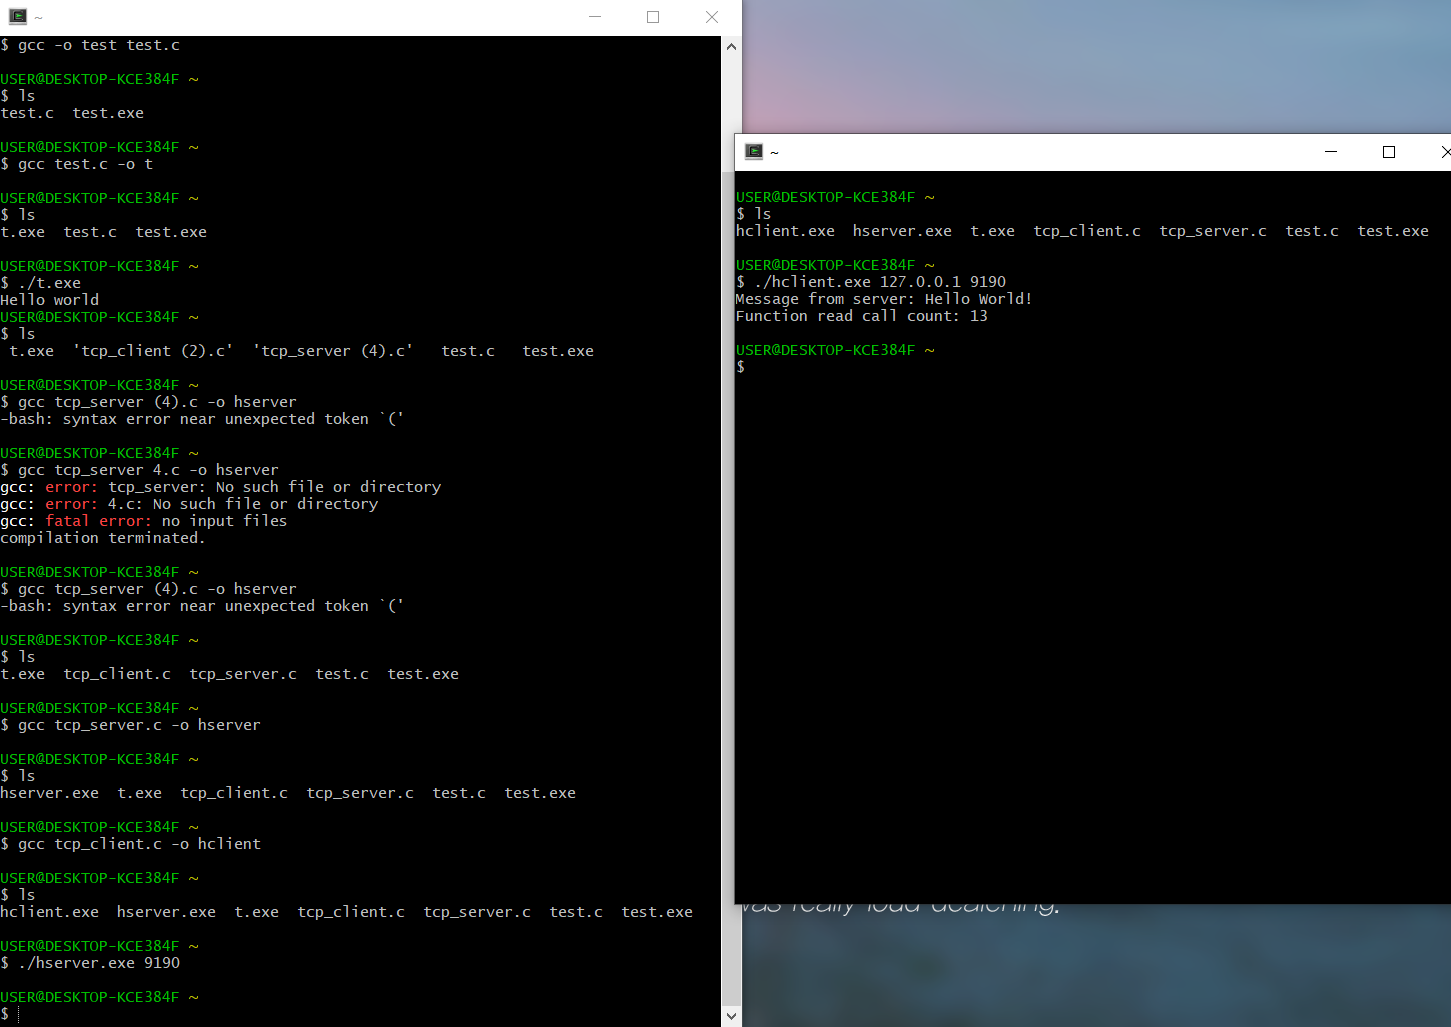 ~
$ gcc -o test test.c
USER@DESKTOP-KCE384F ~
$ ls
test.c  test.exe
USER@DESKTOP-KCE384F ~
$ gcc test.c -o t
USER@DESKTOP-KCE384F ~
$ ls
t.exe  test.c  test.exe
USER@DESKTOP-KCE384F ~
$ ./t.exe
Hello world
USER@DESKTOP-KCE384F ~
$ ls
 t.exe  'tcp_client (2).c'  'tcp_server (4).c'   test.c   test.exe
USER@DESKTOP-KCE384F ~
$ gcc tcp_server (4).c -o hserver
-bash: syntax error near unexpected token `('
USER@DESKTOP-KCE384F ~
$ gcc tcp_server 4.c -o hserver
gcc: error: tcp_server: No such file or directory
gcc: error: 4.c: No such file or directory
gcc: fatal error: no input files
compilation terminated.
USER@DESKTOP-KCE384F ~
$ gcc tcp_server (4).c -o hserver
-bash: syntax error near unexpected token `('
USER@DESKTOP-KCE384F ~
$ ls
t.exe  tcp_client.c  tcp_server.c  test.c  test.exe
USER@DESKTOP-KCE384F ~
$ gcc tcp_server.c -o hserver
USER@DESKTOP-KCE384F ~
$ ls
hserver.exe  t.exe  tcp_client.c  tcp_server.c  test.c  test.exe
USER@DESKTOP-KCE384F ~
$ gcc tcp_client.c -o hclient
USER@DESKTOP-KCE384F ~
$ ls
hclient.exe  hserver.exe  t.exe  tcp_client.c  tcp_server.c  test.c  test.exe
USER@DESKTOP-KCE384F ~
$ ./hserver.exe 9190
USER@DESKTOP-KCE384F ~
$
~
USER@DESKTOP-KCE384F ~
$ ls
hclient.exe  hserver.exe  t.exe  tcp_client.c  tcp_server.c  test.c  test.exe
USER@DESKTOP-KCE384F ~
$ ./hclient.exe 127.0.0.1 9190
Message from server: Hello World!
Function read call count: 13
USER@DESKTOP-KCE384F ~
$